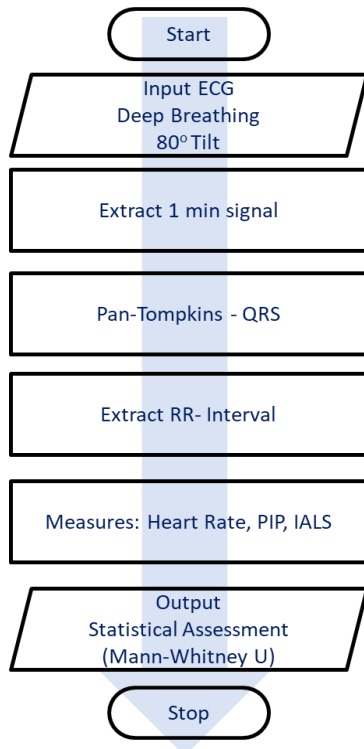 Start
Input ECG
Deep Breathing
80º Tilt
Extract 1 min signal
Pan-Tompkins - QRS
Extract RR- Interval
Measures: Heart Rate, PIP, IALS
Output
Statistical Assessment
(Mann-Whitney U)
Stop